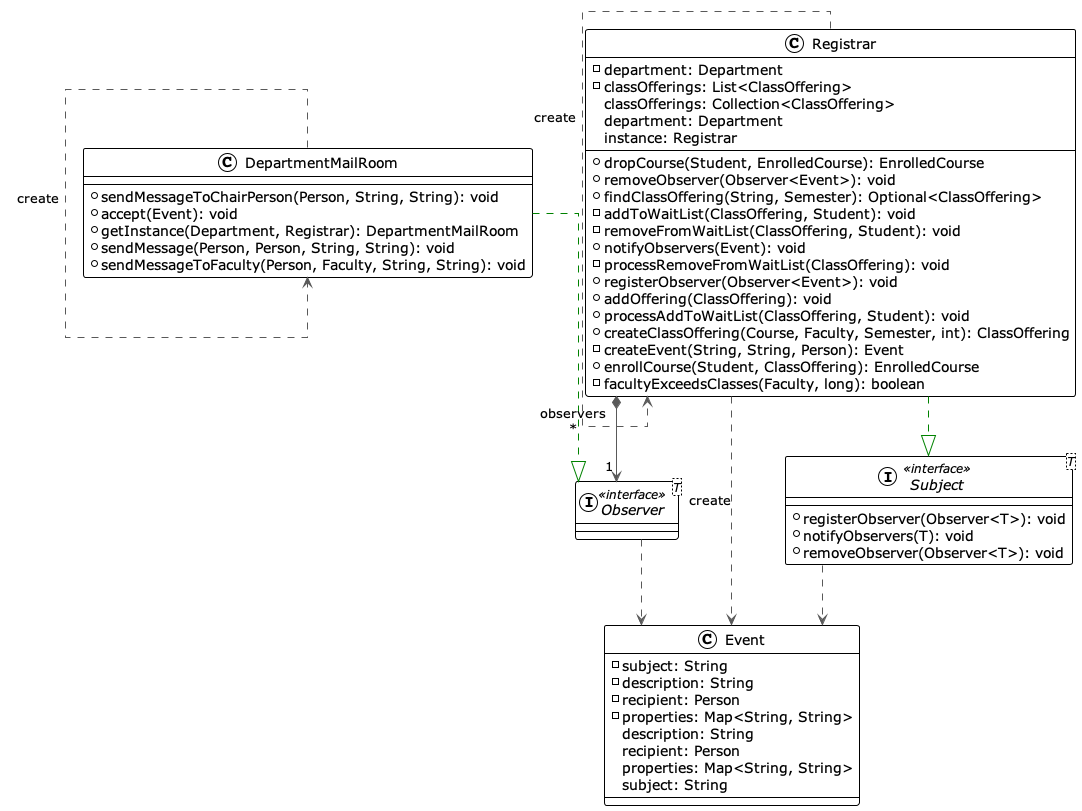 C Registrar
department: Department
classOfferings: List<ClassOffering>
classOfferings: Collection<ClassOffering>
department: Department
instance: Registrar
dropCourse(Student, EnrolledCourse): EnrolledCourse
removeObserver(Observer<Event>): void
findClassOffering(String, Semester): Optional<ClassOffering>
addToWaitList(ClassOffering, Student): void
removeFromWaitList(ClassOffering, Student): void
notifyObservers(Event): void
processRemoveFromWaitList(ClassOffering): void
registerObserver(Observer<Event>): void
addOffering(ClassOffering): void
processAddToWaitList(ClassOffering, Student): void
createClassOffering(Course, Faculty, Semester, int): ClassOffering
createEvent(String, String, Person): Event
enrollCourse(Student, ClassOffering): EnrolledCourse
facultyExceedsClasses(Faculty, long): boolean
create
C DepartmentMailRoom
sendMessageToChairPerson(Person, String, String): void
accept(Event): void
getInstance(Department, Registrar): DepartmentMailRoom
sendMessage(Person, Person, String, String): void
sendMessageToFaculty(Person, Faculty, String, String): void
create
observers
*
1
I «interface»
Observer
T
create
I «interface»
Subject
T
registerObserver(Observer<T>): void
notifyObservers(T): void
removeObserver(Observer<T>): void
C Event
subject: String
description: String
recipient: Person
properties: Map<String, String>
description: String
recipient: Person
properties: Map<String, String>
subject: String